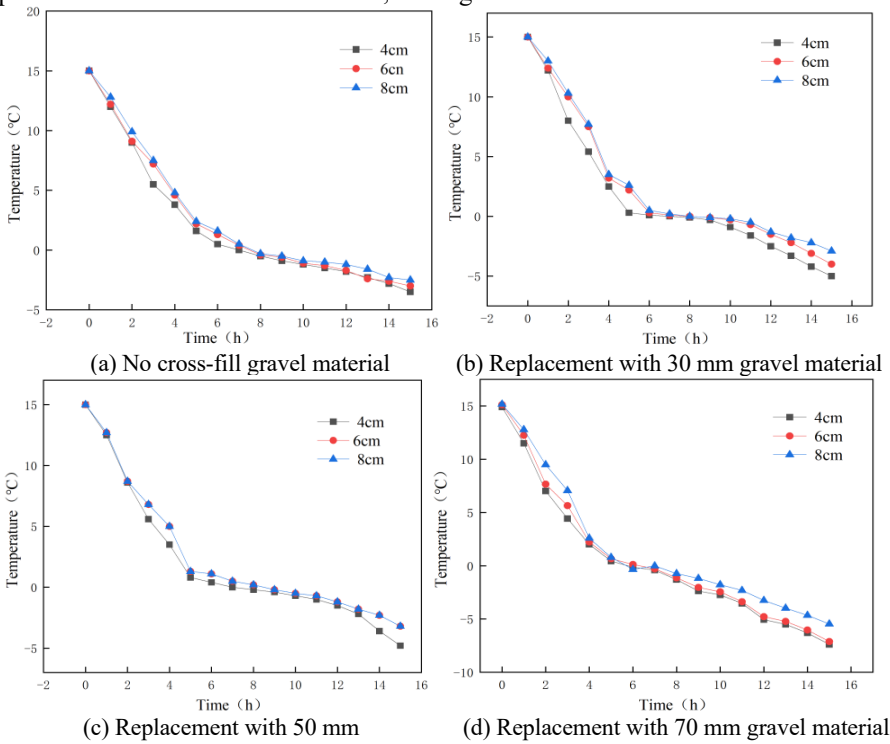 20
15
10
5
0
−5
−2 0 2 4 6 8 10 12 14 16
Temperature（℃）
Time（h）
4cm
6cn
8cm
(a) No cross-fill gravel material
15
10
5
0
−5
−2 0 2 4 6 8 10 12 14 16
Temperature（℃）
Time（h）
4cm
6cm
8cm
(b) Replacement with 30 mm gravel material
15
10
5
0
−5
−2 0 2 4 6 8 10 12 14 16
Temperature（℃）
Time（h）
4cm
6cm
8cm
(c) Replacement with 50 mm
15
10
5
0
−5
−10
−2 0 2 4 6 8 10 12 14 16
Temperature（℃）
Time（h）
4cm
6cm
8cm
(d) Replacement with 70 mm gravel material